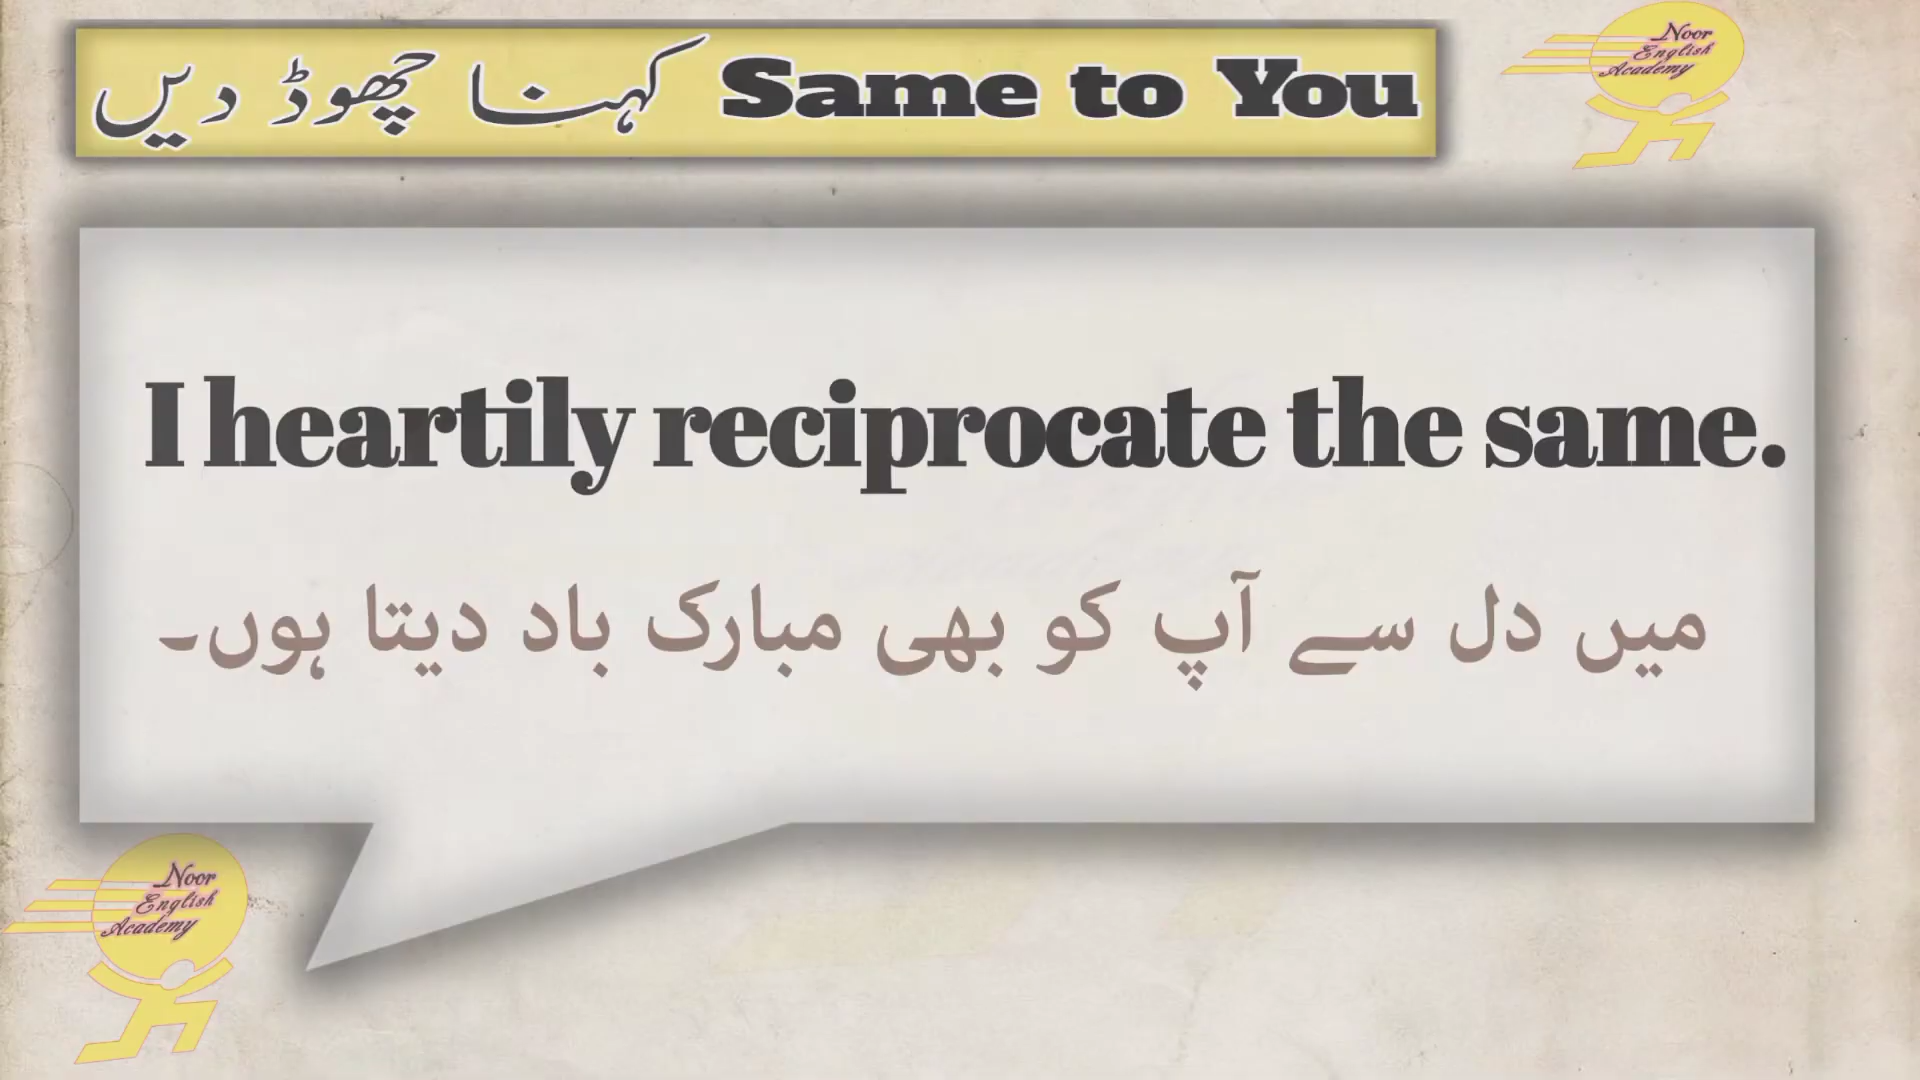 Same to You کہنا چھوڈ دیں
Noor
English
Academy
I heartily reciprocate the same.
میں دل سے آپ کو بھی مبارک باد دیتا ہوں۔
Noor
English
Academy